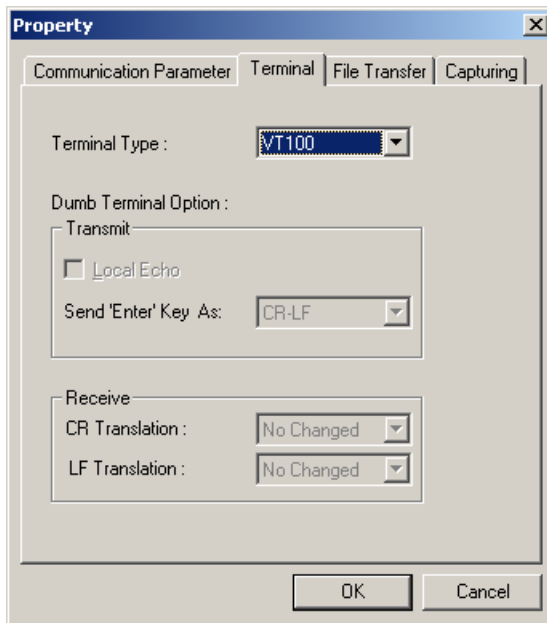 Property
Communication Parameter Terminal File Transfer Capturing
Terminal Type : VT100
Dumb Terminal Option :
Transmit
Local Echo
Send 'Enter' Key As: CR-LF
Receive
CR Translation : No Changed
LF Translation : No Changed
OK Cancel